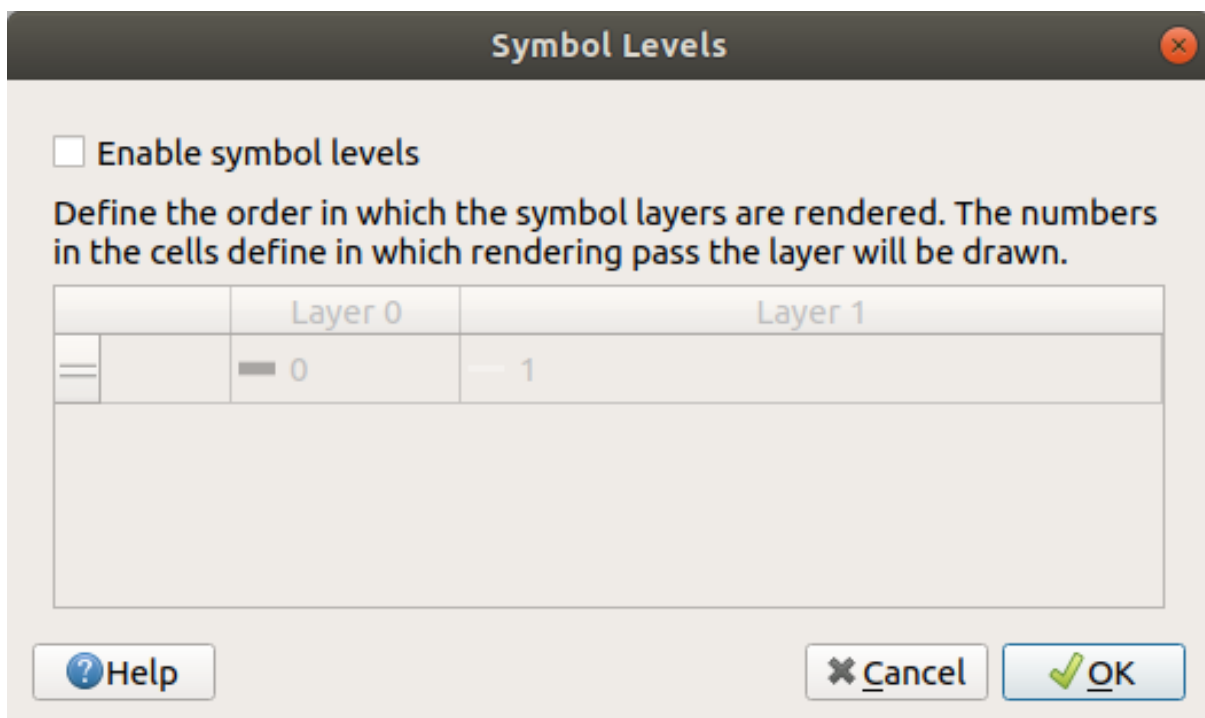 Symbol Levels
Enable symbol levels
Define the order in which the symbol layers are rendered. The numbers
in the cells define in which rendering pass the layer will be drawn.
Layer 0 Layer 1
0 1
Help Cancel OK